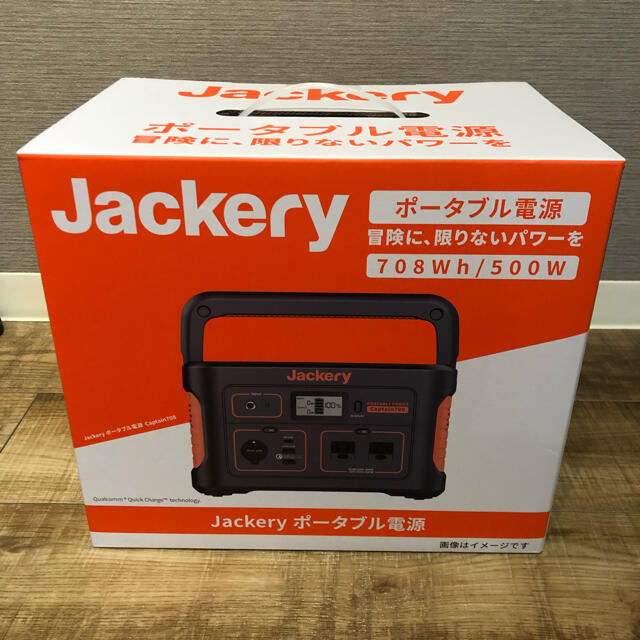 Jackery
ポータブル電源
冒険に、限りないパワーを
Jackery
ポータブル電源
冒険に、限りないパワーを
708Wh/500W
Jackery
INPUT
100%
PORTABLE POWER
Captain708
Jackery ポータブル電源 Captain708
Qualcomm® Quick Charge™ technology.
Jackery ポータブル電源
画像はイメージです